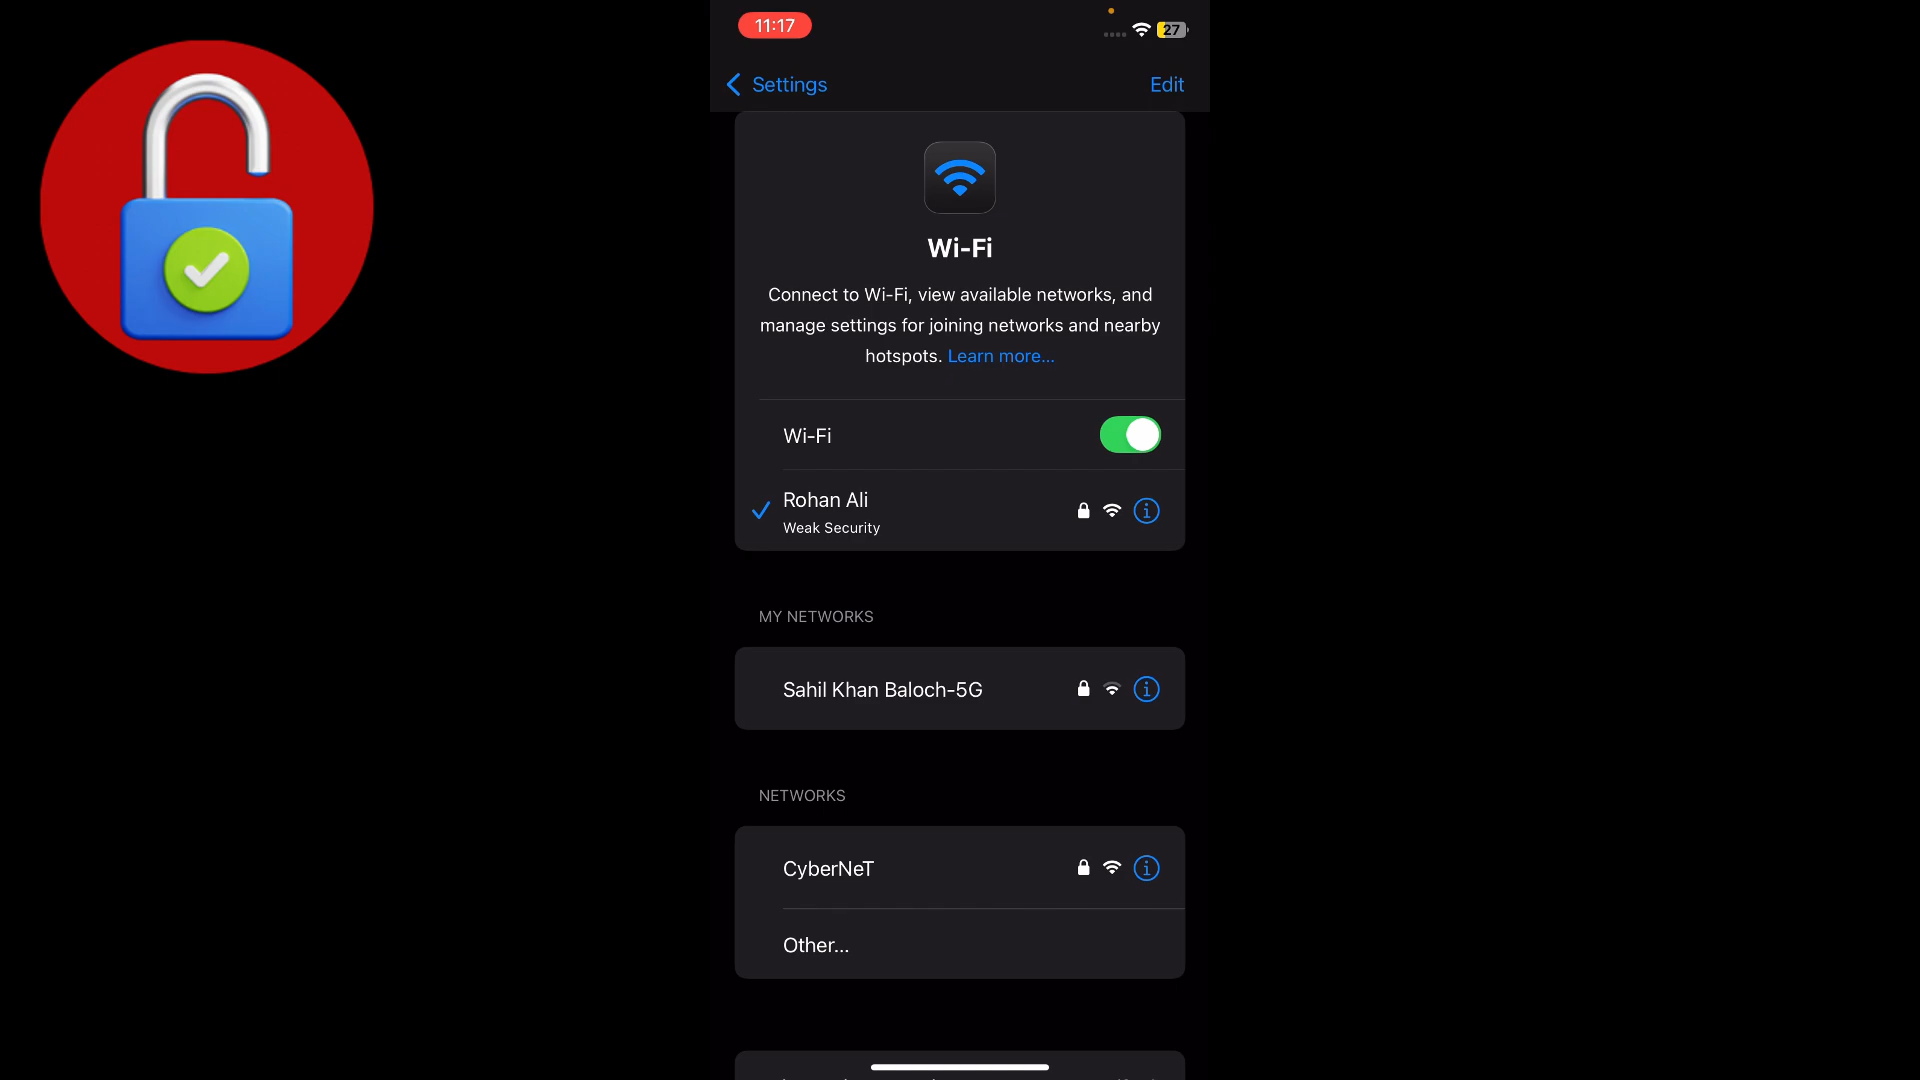 11:17
27
Settings
Edit
Wi-Fi
Connect to Wi-Fi, view available networks, and
manage settings for joining networks and nearby
hotspots. Learn more...
Wi-Fi
Rohan Ali
Weak Security
MY NETWORKS
Sahil Khan Baloch-5G
NETWORKS
CyberNeT
Other...